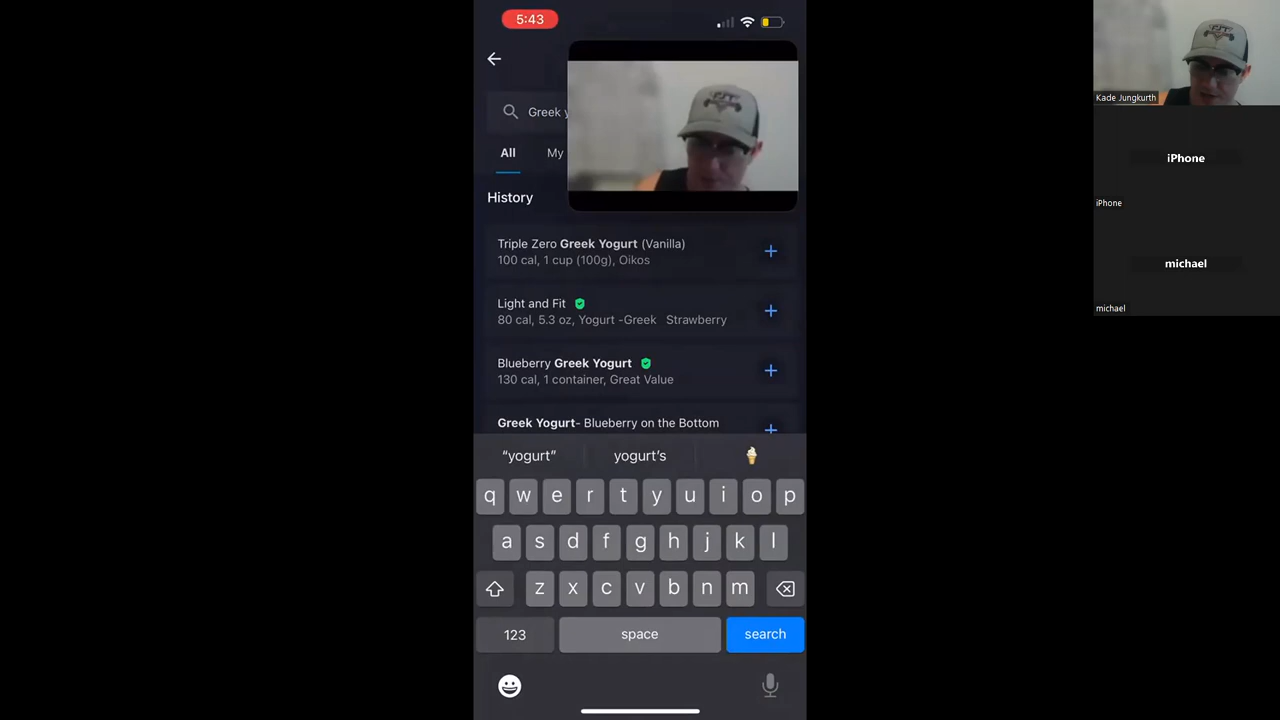 5:43
Greek y
All
My
History
Triple Zero Greek Yogurt (Vanilla)
100 cal, 1 cup (100g), Oikos
Light and Fit
80 cal, 5.3 oz, Yogurt -Greek Strawberry
Blueberry Greek Yogurt
130 cal, 1 container, Great Value
Greek Yogurt- Blueberry on the Bottom
“yogurt”
yogurt’s
q w e r t y u i o p
a s d f g h j k l
z x c v b n m
123
space
search
Kade Jungkurth
iPhone
iPhone
michael
michael